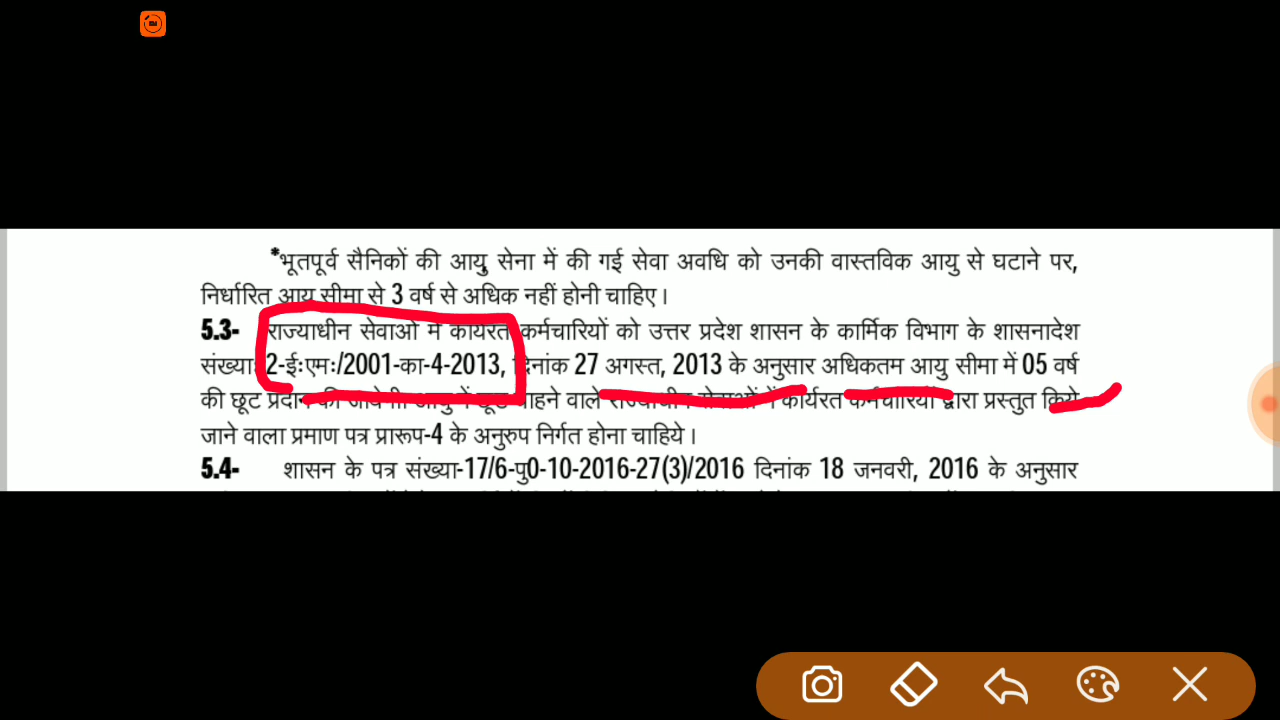 *भूतपूर्व सैनिकों की आयु, सेना में की गई सेवा अवधि को उनकी वास्तविक आयु से घटाने पर,
निर्धारित आयु सीमा से 3 वर्ष से अधिक नहीं होनी चाहिए ।
5.3- राज्याधीन सेवाओं में कार्यरत कर्मचारियों को उत्तर प्रदेश शासन के कार्मिक विभाग के शासनादेश
संख्या 2-ईःएमः/2001-का-4-2013, दिनांक 27 अगस्त, 2013 के अनुसार अधिकतम आयु सीमा में 05 वर्ष
की छूट प्रदान की जायेगी आयु में छूट चाहने वाले राज्याधीन सेवाओं में कार्यरत कर्मचारियों द्वारा प्रस्तुत किये
जाने वाला प्रमाण पत्र प्रारूप-4 के अनुरुप निर्गत होना चाहिये ।
5.4- शासन के पत्र संख्या-17/6-पु0-10-2016-27(3)/2016 दिनांक 18 जनवरी, 2016 के अनुसार